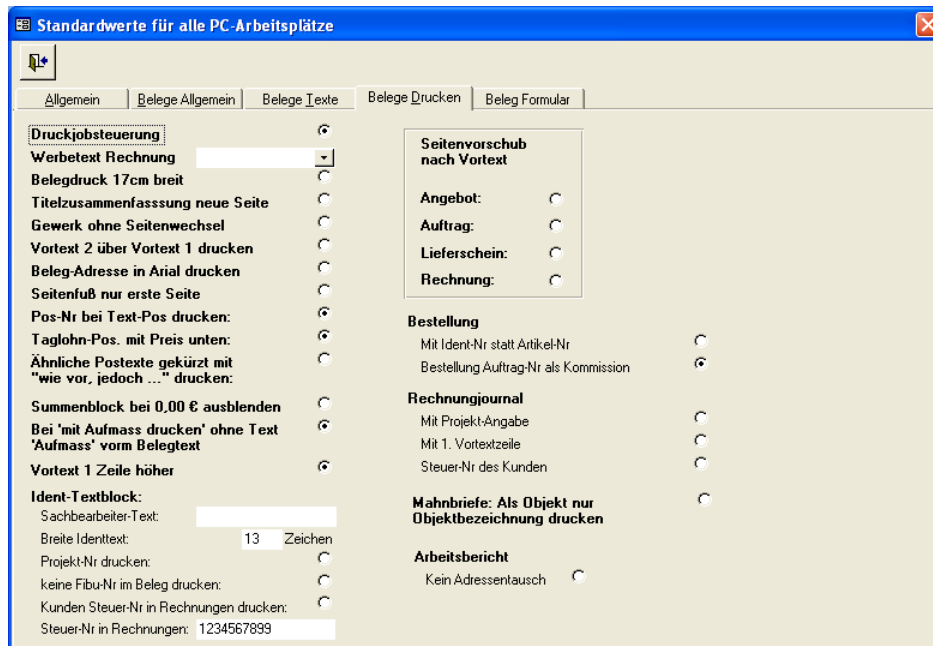 Standardwerte für alle PC-Arbeitsplätze
Allgemein
Belege Allgemein
Belege Texte
Belege Drucken
Beleg Formular
Druckjobsteuerung
Werbetext Rechnung
Belegdruck 17cm breit
Titelzusammenfasssung neue Seite
Gewerk ohne Seitenwechsel
Vortext 2 über Vortext 1 drucken
Beleg-Adresse in Arial drucken
Seitenfuß nur erste Seite
Pos-Nr bei Text-Pos drucken:
Taglohn-Pos. mit Preis unten:
Ähnliche Postexte gekürzt mit
"wie vor, jedoch ..." drucken:
Summenblock bei 0,00 € ausblenden
Bei 'mit Aufmass drucken' ohne Text
'Aufmass' vorm Belegtext
Vortext 1 Zeile höher
Ident-Textblock:
Sachbearbeiter-Text:
Breite Identtext: 13 Zeichen
Projekt-Nr drucken:
keine Fibu-Nr im Beleg drucken:
Kunden Steuer-Nr in Rechnungen drucken:
Steuer-Nr in Rechnungen: 1234567899
Seitenvorschub
nach Vortext
Angebot:
Auftrag:
Lieferschein:
Rechnung:
Bestellung
Mit Ident-Nr statt Artikel-Nr
Bestellung Auftrag-Nr als Kommission
Rechnungjournal
Mit Projekt-Angabe
Mit 1. Vortextzeile
Steuer-Nr des Kunden
Mahnbriefe: Als Objekt nur
Objektbezeichnung drucken
Arbeitsbericht
Kein Adressentausch